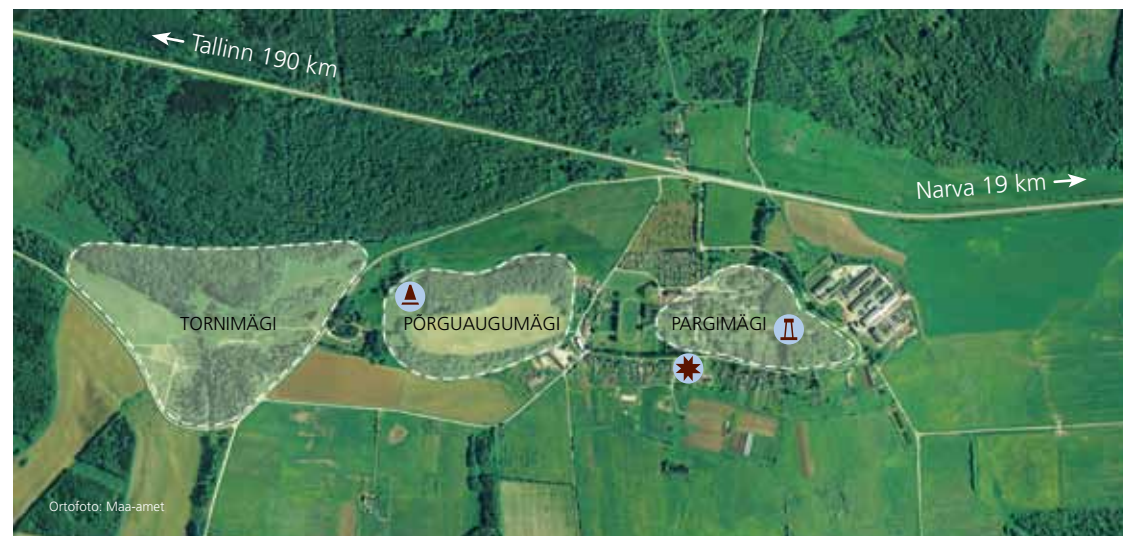 ← Tallinn 190 km
Narva 19 km →
TORNIMÄGI
PÕRGUAUGUMÄGI
PARGIMÄGI
Ortofoto: Maa-amet